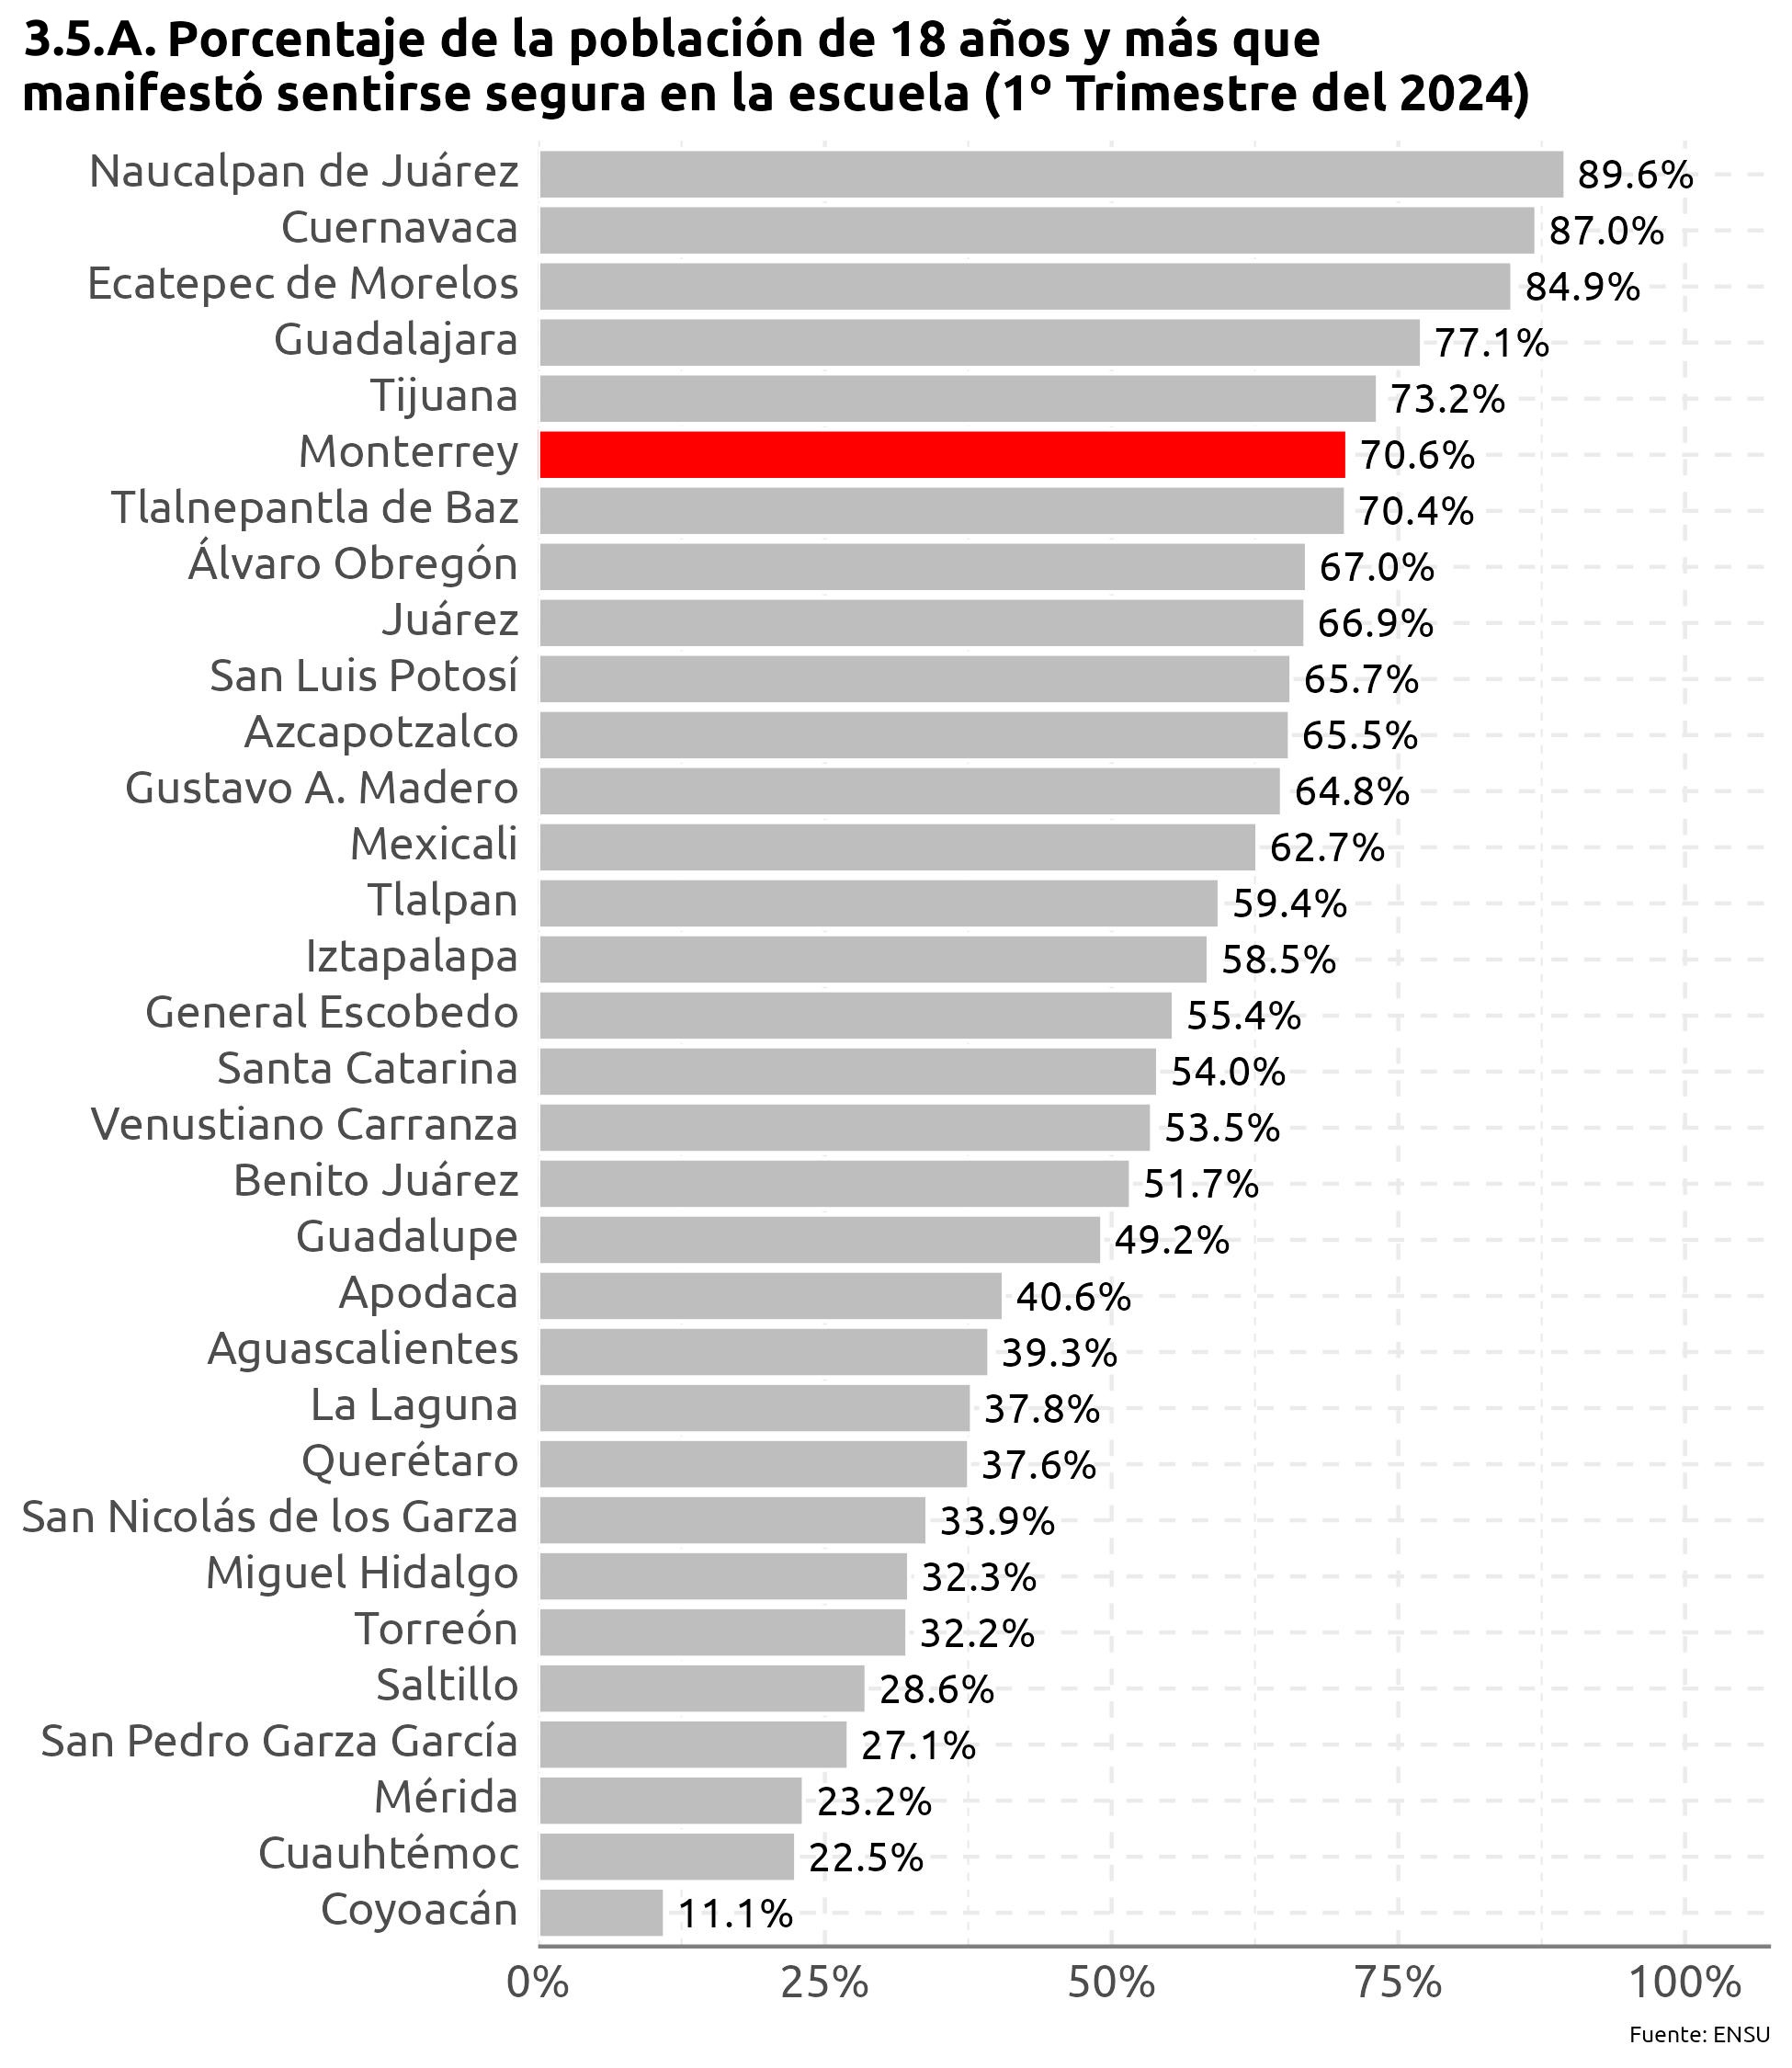 3.5.A. Porcentaje de la población de 18 años y más que
manifestó sentirse segura en la escuela (1º Trimestre del 2024)
Naucalpan de Juárez 89.6%
Cuernavaca 87.0%
Ecatepec de Morelos 84.9%
Guadalajara 77.1%
Tijuana 73.2%
Monterrey 70.6%
Tlalnepantla de Baz 70.4%
Álvaro Obregón 67.0%
Juárez 66.9%
San Luis Potosí 65.7%
Azcapotzalco 65.5%
Gustavo A. Madero 64.8%
Mexicali 62.7%
Tlalpan 59.4%
Iztapalapa 58.5%
General Escobedo 55.4%
Santa Catarina 54.0%
Venustiano Carranza 53.5%
Benito Juárez 51.7%
Guadalupe 49.2%
Apodaca 40.6%
Aguascalientes 39.3%
La Laguna 37.8%
Querétaro 37.6%
San Nicolás de los Garza 33.9%
Miguel Hidalgo 32.3%
Torreón 32.2%
Saltillo 28.6%
San Pedro Garza García 27.1%
Mérida 23.2%
Cuauhtémoc 22.5%
Coyoacán 11.1%
0% 25% 50% 75% 100%
Fuente: ENSU